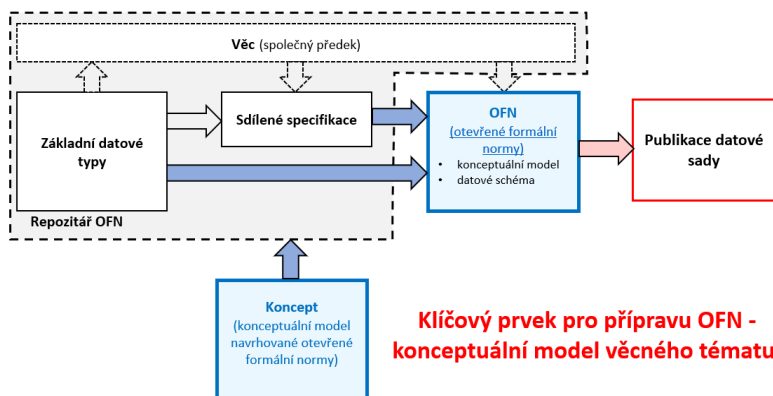 Věc (společný předek)
Základní datové
typy
Sdílené specifikace
OFN
(otevřené formální
normy)
• konceptuální model
• datové schéma
Publikace datové
sady
Repozitář OFN
Koncept
(konceptuální model
navrhované otevřené
formální normy)
Klíčový prvek pro přípravu OFN -
konceptuální model věcného tématu